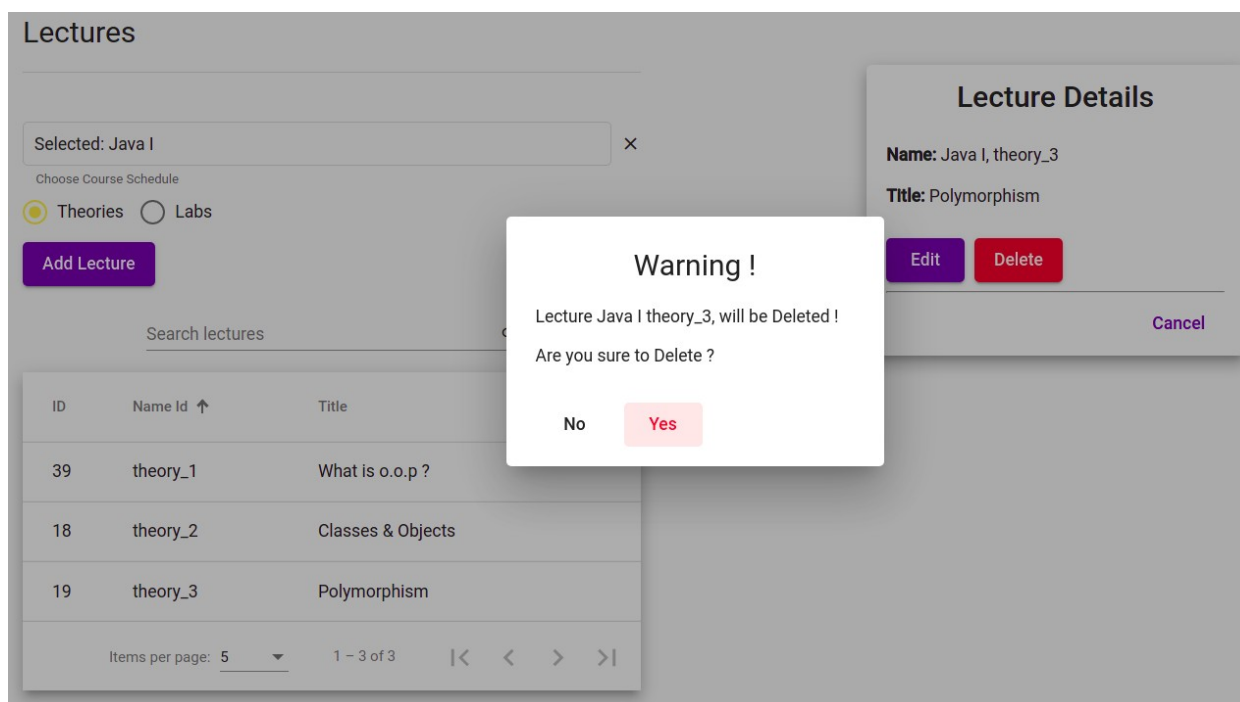 Lectures
Selected: Java I
Choose Course Schedule
Theories Labs
Add Lecture
Search lectures
ID Name Id Title
39 theory_1 What is o.o.p ?
18 theory_2 Classes & Objects
19 theory_3 Polymorphism
Items per page: 5 1 – 3 of 3
Warning !
Lecture Java I theory_3, will be Deleted !
Are you sure to Delete ?
No Yes
Lecture Details
Name: Java I, theory_3
TItle: Polymorphism
Edit Delete
Cancel